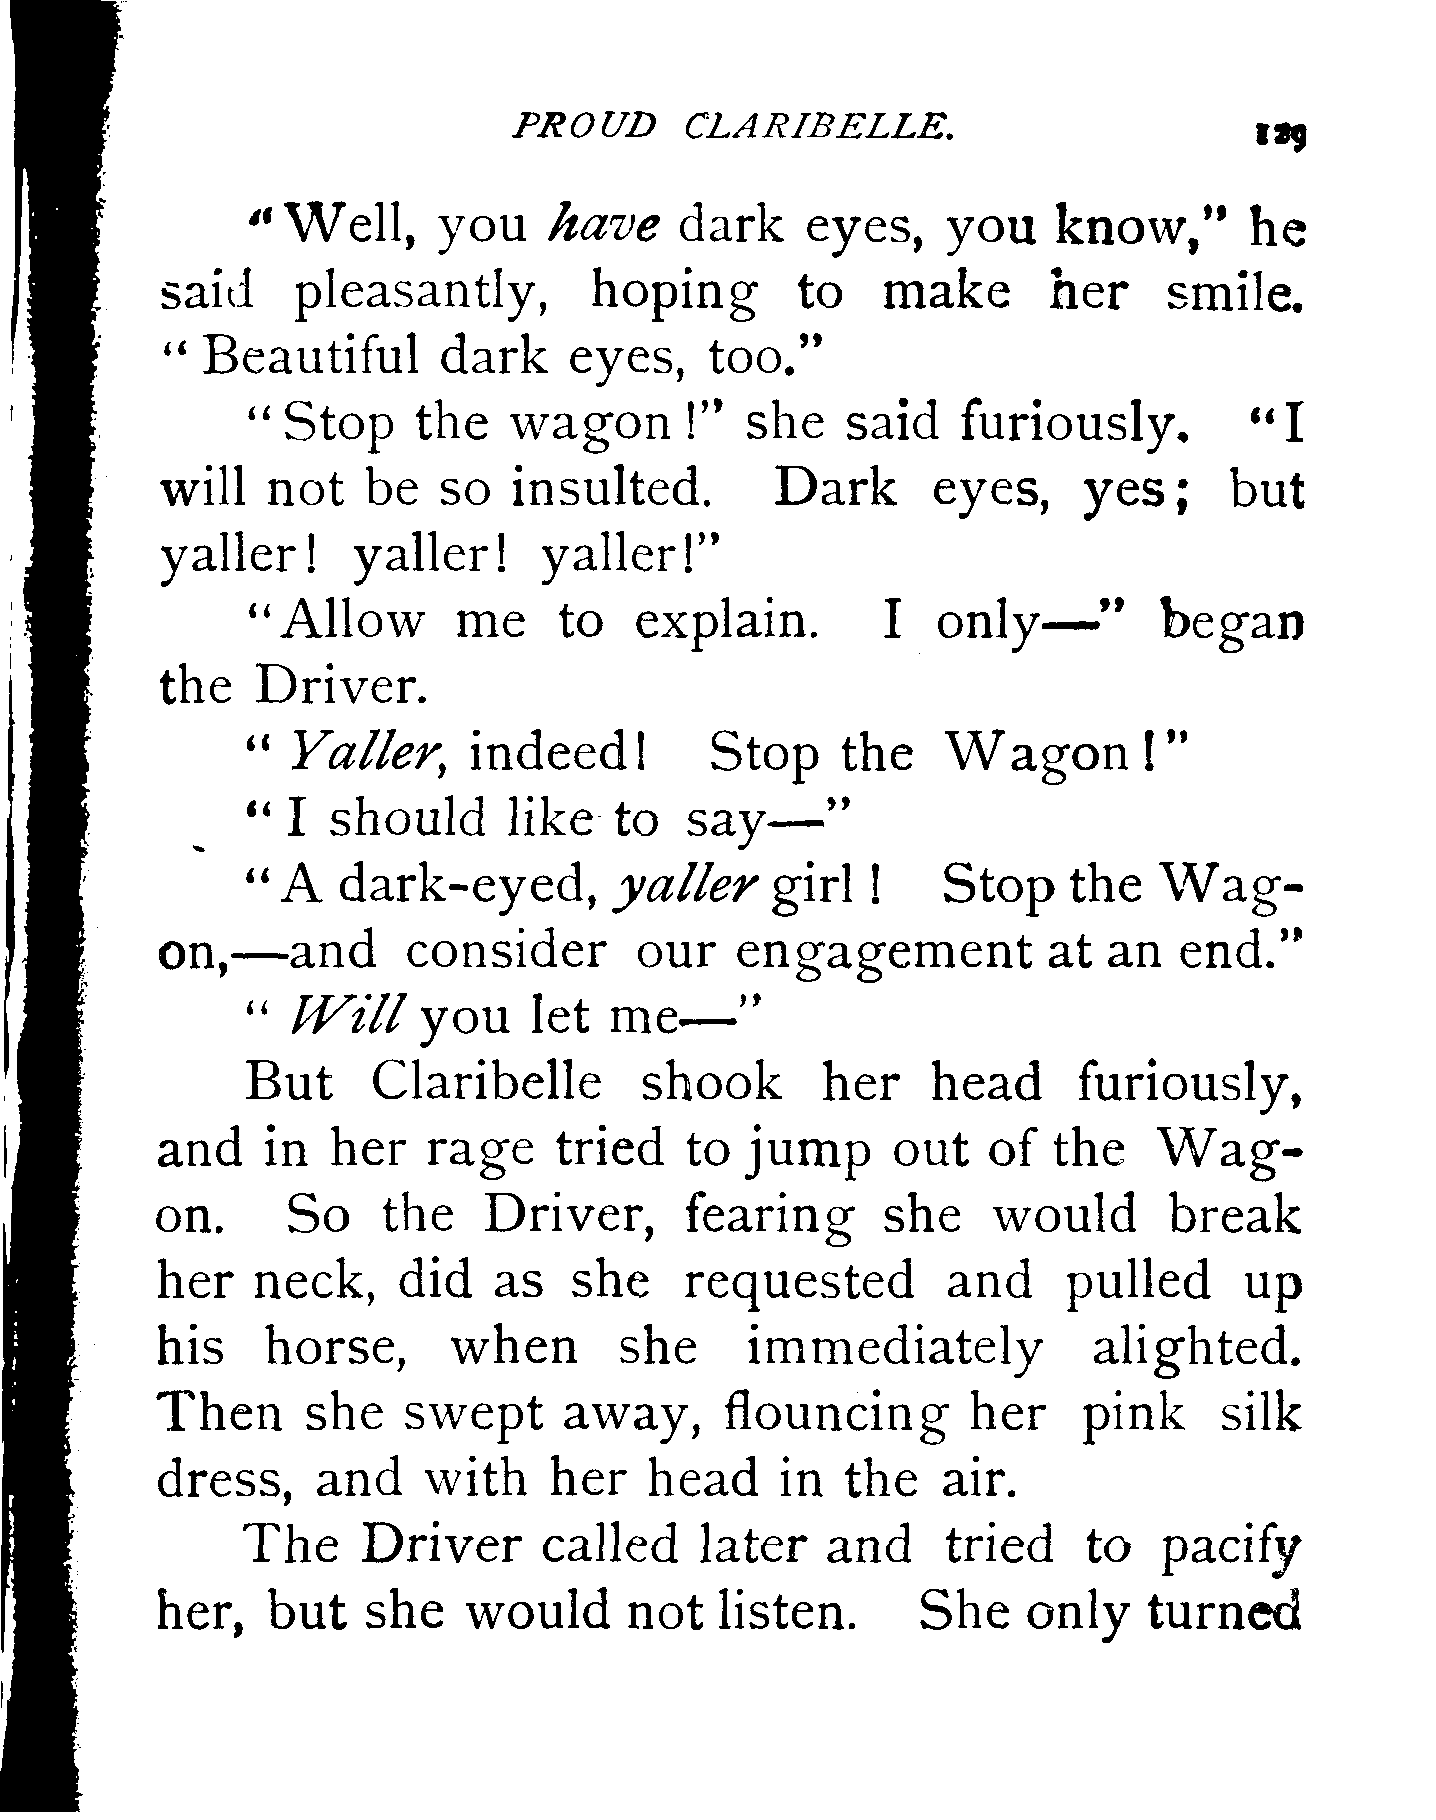 PROUD CLARIBELLE. 129
"Well, you have dark eyes, you know," he
said pleasantly, hoping to make her smile.
"Beautiful dark eyes, too."
"Stop the wagon!" she said furiously. "I
will not be so insulted. Dark eyes, yes; but
yaller! yaller! yaller!"
"Allow me to explain. I only—" began
the Driver.
"Yaller, indeed! Stop the Wagon!"
"I should like to say—"
"A dark-eyed, yaller girl! Stop the Wag-
on,—and consider our engagement at an end."
"Will you let me—"
But Claribelle shook her head furiously,
and in her rage tried to jump out of the Wag-
on. So the Driver, fearing she would break
her neck, did as she requested and pulled up
his horse, when she immediately alighted.
Then she swept away, flouncing her pink silk
dress, and with her head in the air.
The Driver called later and tried to pacify
her, but she would not listen. She only turned